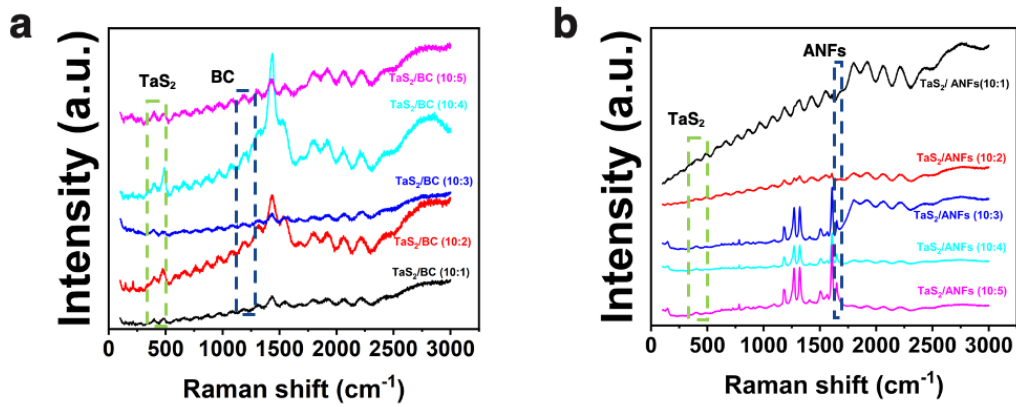 a
Intensity (a.u.)
TaS₂
BC
TaS₂/BC (10:5)
TaS₂/BC (10:4)
TaS₂/BC (10:3)
TaS₂/BC (10:2)
TaS₂/BC (10:1)
0 500 1000 1500 2000 2500 3000
Raman shift (cm⁻¹)
b
Intensity (a.u.)
TaS₂
ANFs
TaS₂/ ANFs(10:1)
TaS₂/ANFs (10:2)
TaS₂/ANFs (10:3)
TaS₂/ANFs (10:4)
TaS₂/ANFs (10:5)
0 500 1000 1500 2000 2500 3000
Raman shift (cm⁻¹)